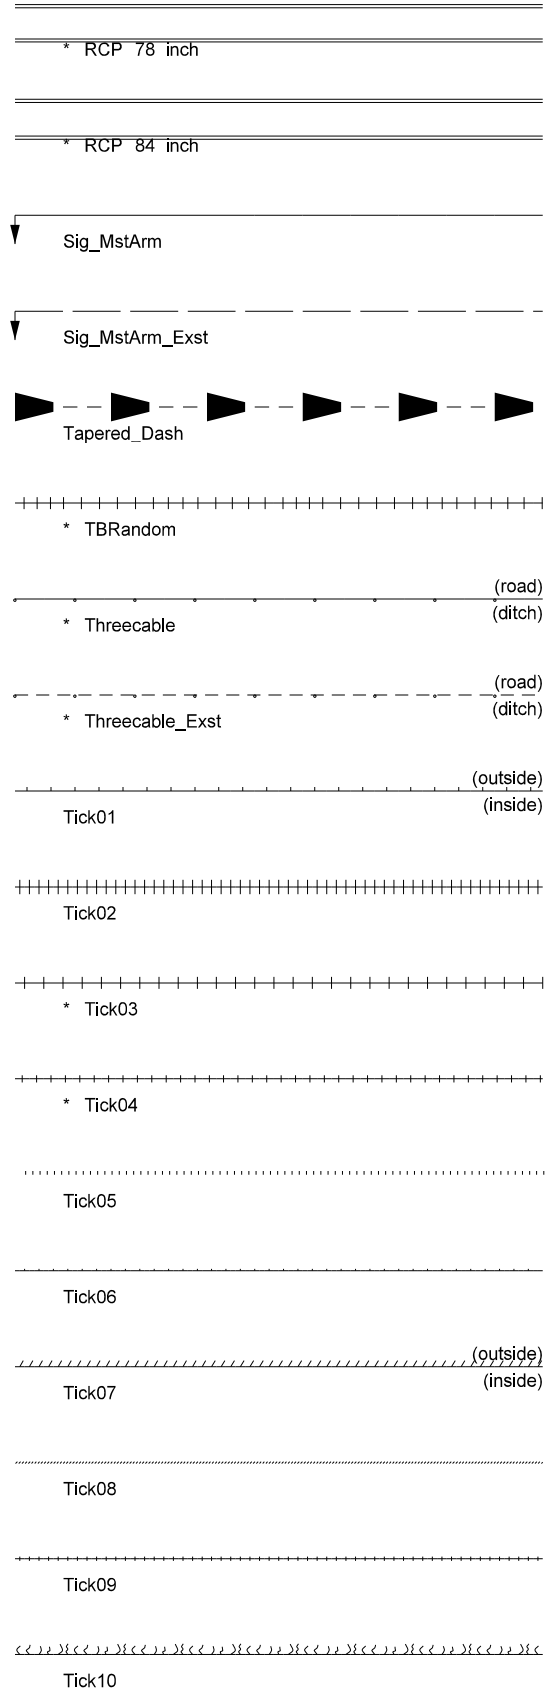 * RCP 78 inch
* RCP 84 inch
Sig_MstArm
Sig_MstArm_Exst
Tapered_Dash
* TBRandom
(road)
(ditch)
* Threecable
(road)
(ditch)
* Threecable_Exst
(outside)
(inside)
Tick01
Tick02
* Tick03
* Tick04
Tick05
Tick06
(outside)
(inside)
Tick07
Tick08
Tick09
Tick10